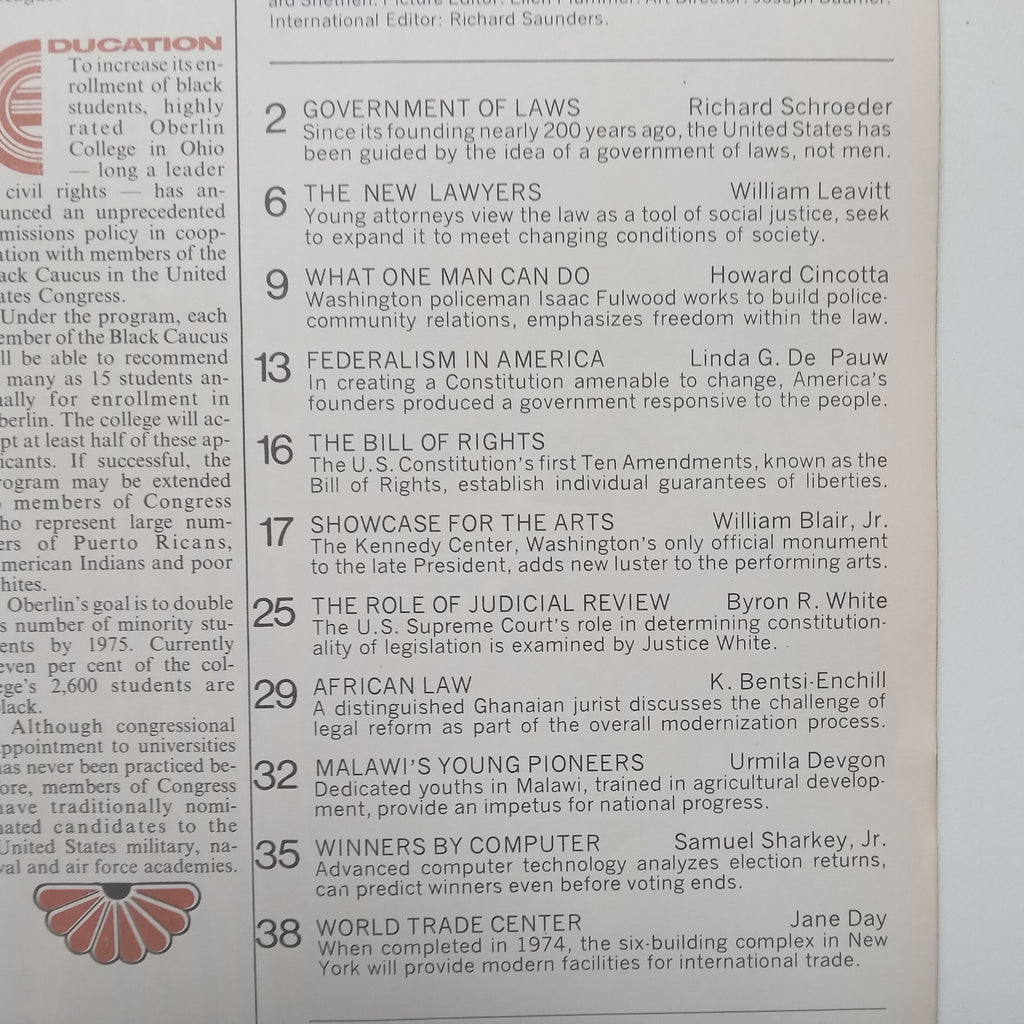 DUCATION
To increase its en-
rollment of black
students, highly
rated Oberlin
College in Ohio
— long a leader
civil rights — has an-
unced an unprecedented
missions policy in coop-
tion with members of the
ack Caucus in the United
ates Congress.
Under the program, each
ember of the Black Caucus
ll be able to recommend
many as 15 students an-
ally for enrollment in
berlin. The college will ac-
pt at least half of these ap-
icants. If successful, the
ogram may be extended
members of Congress
ho represent large num-
ers of Puerto Ricans,
merican Indians and poor
hites.
Oberlin's goal is to double
s number of minority stu-
ents by 1975. Currently
even per cent of the col-
ege's 2,600 students are
lack.
Although congressional
ppointment to universities
as never been practiced be-
ore, members of Congress
have traditionally nomi-
nated candidates to the
United States military, na-
val and air force academies.
International Editor: Richard Saunders.
2 GOVERNMENT OF LAWS Richard Schroeder
Since its founding nearly 200 years ago, the United States has
been guided by the idea of a government of laws, not men.
6 THE NEW LAWYERS William Leavitt
Young attorneys view the law as a tool of social justice, seek
to expand it to meet changing conditions of society.
9 WHAT ONE MAN CAN DO Howard Cincotta
Washington policeman Isaac Fulwood works to build police-
community relations, emphasizes freedom within the law.
13 FEDERALISM IN AMERICA Linda G. De Pauw
In creating a Constitution amenable to change, America's
founders produced a government responsive to the people.
16 THE BILL OF RIGHTS
The U.S. Constitution's first Ten Amendments, known as the
Bill of Rights, establish individual guarantees of liberties.
17 SHOWCASE FOR THE ARTS William Blair, Jr.
The Kennedy Center, Washington's only official monument
to the late President, adds new luster to the performing arts.
25 THE ROLE OF JUDICIAL REVIEW Byron R. White
The U.S. Supreme Court's role in determining constitution-
ality of legislation is examined by Justice White.
29 AFRICAN LAW K. Bentsi-Enchill
A distinguished Ghanaian jurist discusses the challenge of
legal reform as part of the overall modernization process.
32 MALAWI'S YOUNG PIONEERS Urmila Devgon
Dedicated youths in Malawi, trained in agricultural develop-
ment, provide an impetus for national progress.
35 WINNERS BY COMPUTER Samuel Sharkey, Jr.
Advanced computer technology analyzes election returns,
can predict winners even before voting ends.
38 WORLD TRADE CENTER Jane Day
When completed in 1974, the six-building complex in New
York will provide modern facilities for international trade.